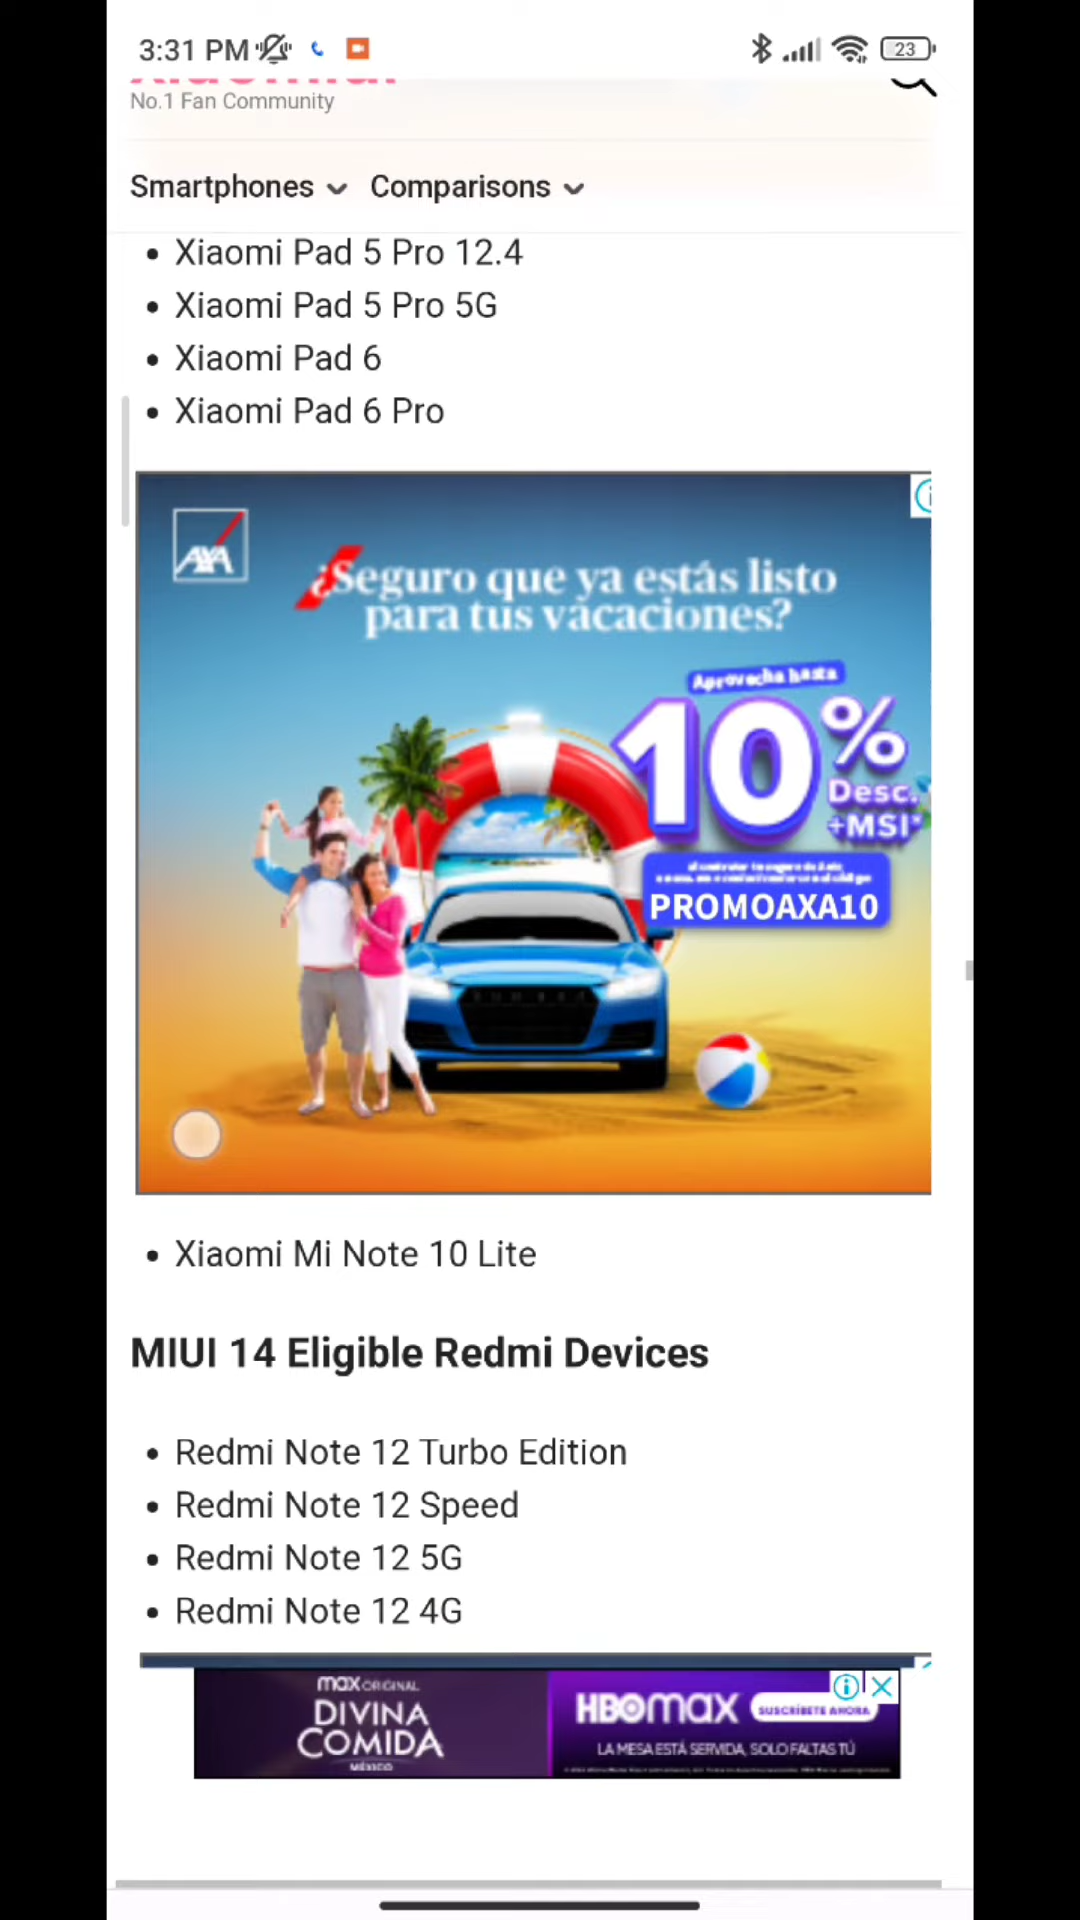 3:31 PM
23
No.1 Fan Community
Smartphones
Comparisons
• Xiaomi Pad 5 Pro 12.4
• Xiaomi Pad 5 Pro 5G
• Xiaomi Pad 6
• Xiaomi Pad 6 Pro
AXA
¿Seguro que ya estás listo
para tus vacaciones?
Aprovecha hasta
10%
Desc.
+MSI*
PROMOAXA10
• Xiaomi Mi Note 10 Lite
MIUI 14 Eligible Redmi Devices
• Redmi Note 12 Turbo Edition
• Redmi Note 12 Speed
• Redmi Note 12 5G
• Redmi Note 12 4G
max ORIGINAL
DIVINA
COMIDA
MÉXICO
HBOmax
SUSCRÍBETE AHORA
LA MESA ESTÁ SERVIDA, SOLO FALTAS TÚ